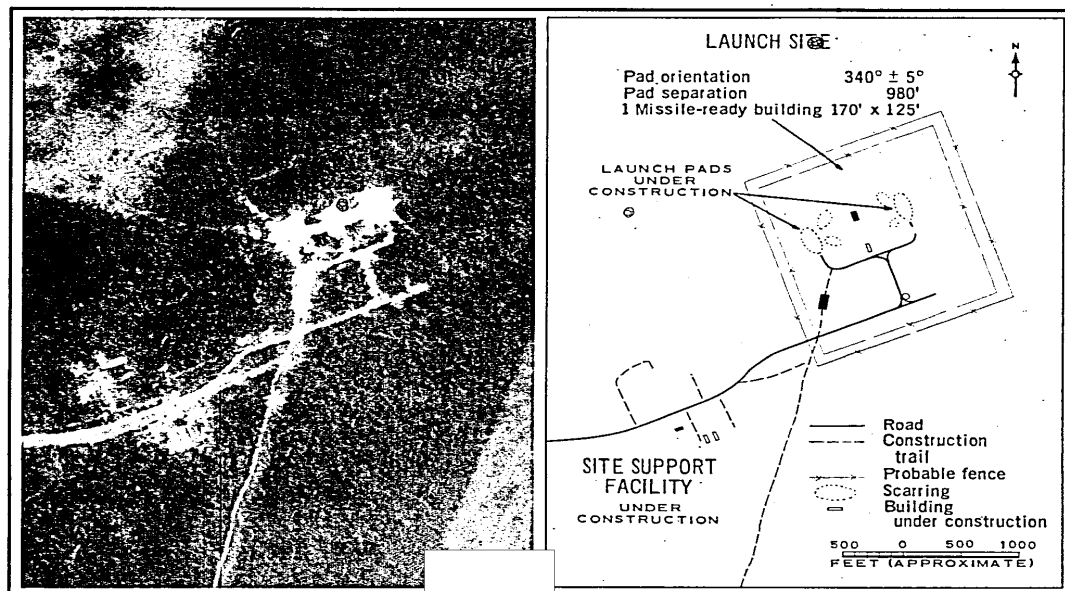 LAUNCH SITE
N
Pad orientation 340° ± 5°
Pad separation 980'
1 Missile-ready building 170' x 125'
LAUNCH PADS
UNDER
CONSTRUCTION
SITE SUPPORT
FACILITY
UNDER
CONSTRUCTION
Road
Construction
trail
Probable fence
Scarring
Building
under construction
500 0 500 1000
FEET (APPROXIMATE)